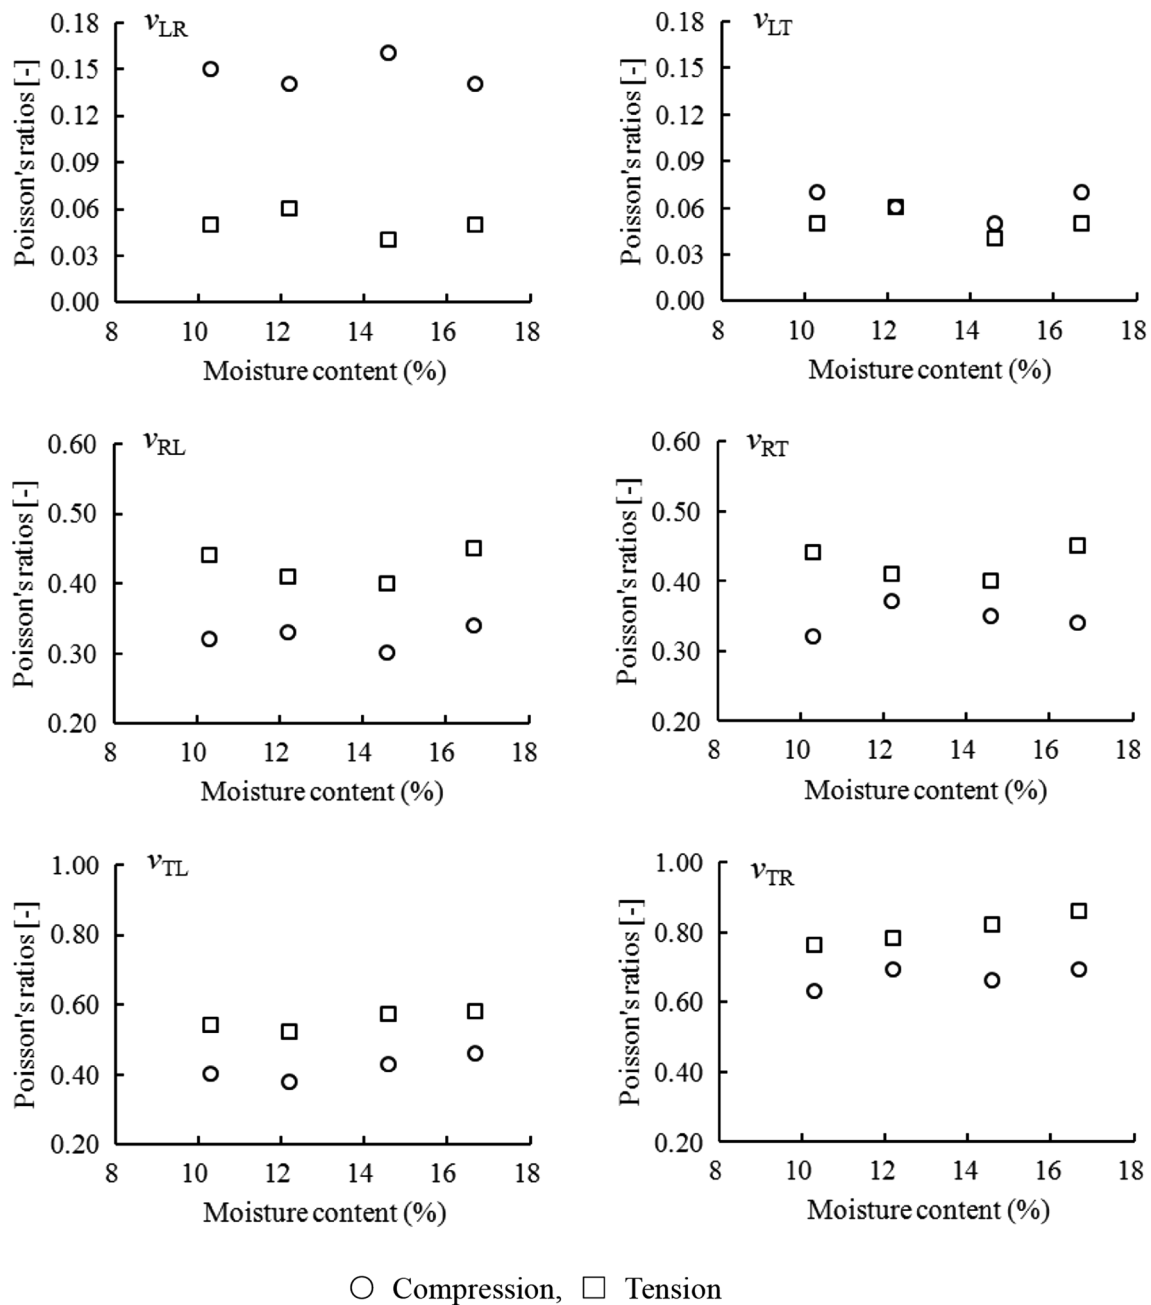 vLR
Poisson's ratios [-]
0.18
0.15
0.12
0.09
0.06
0.03
0.00
8 10 12 14 16 18
Moisture content (%)
vLT
Poisson's ratios [-]
0.18
0.15
0.12
0.09
0.06
0.03
0.00
8 10 12 14 16 18
Moisture content (%)
vRL
Poisson's ratios [-]
0.60
0.50
0.40
0.30
0.20
8 10 12 14 16 18
Moisture content (%)
vRT
Poisson's ratios [-]
0.60
0.50
0.40
0.30
0.20
8 10 12 14 16 18
Moisture content (%)
vTL
Poisson's ratios [-]
1.00
0.80
0.60
0.40
0.20
8 10 12 14 16 18
Moisture content (%)
vTR
Poisson's ratios [-]
1.00
0.80
0.60
0.40
0.20
8 10 12 14 16 18
Moisture content (%)
Compression, Tension